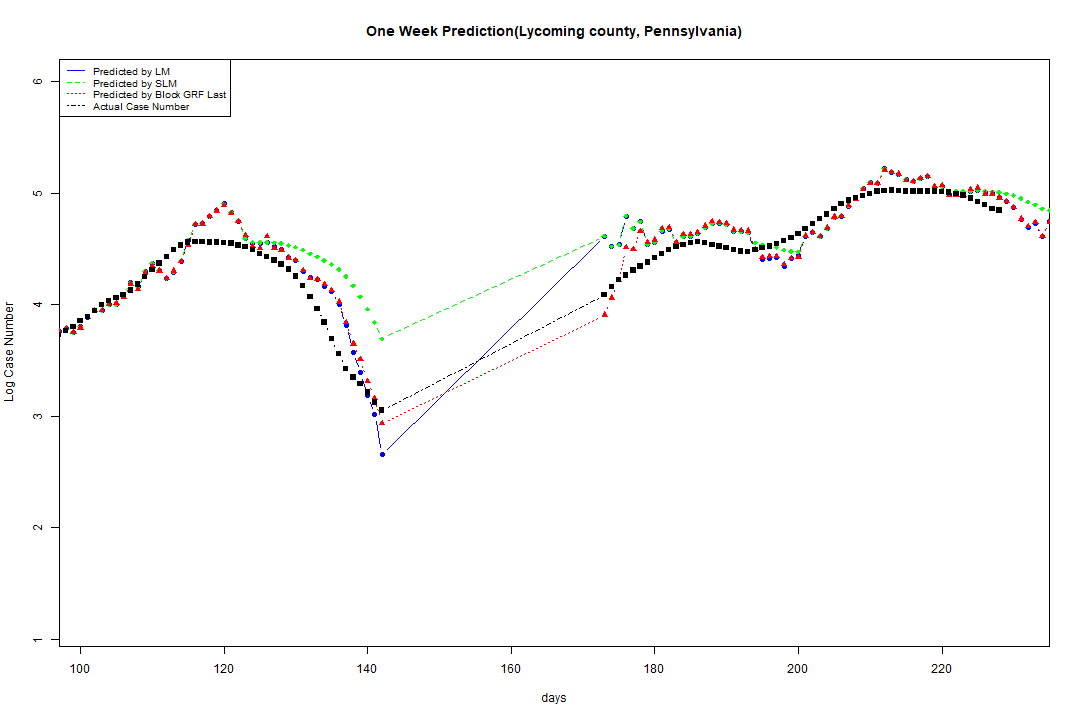 One Week Prediction(Lycoming county, Pennsylvania)
Predicted by LM
Predicted by SLM
Predicted by Block GRF Last
Actual Case Number
6
5
4
3
2
1
Log Case Number
100 120 140 160 180 200 220
days